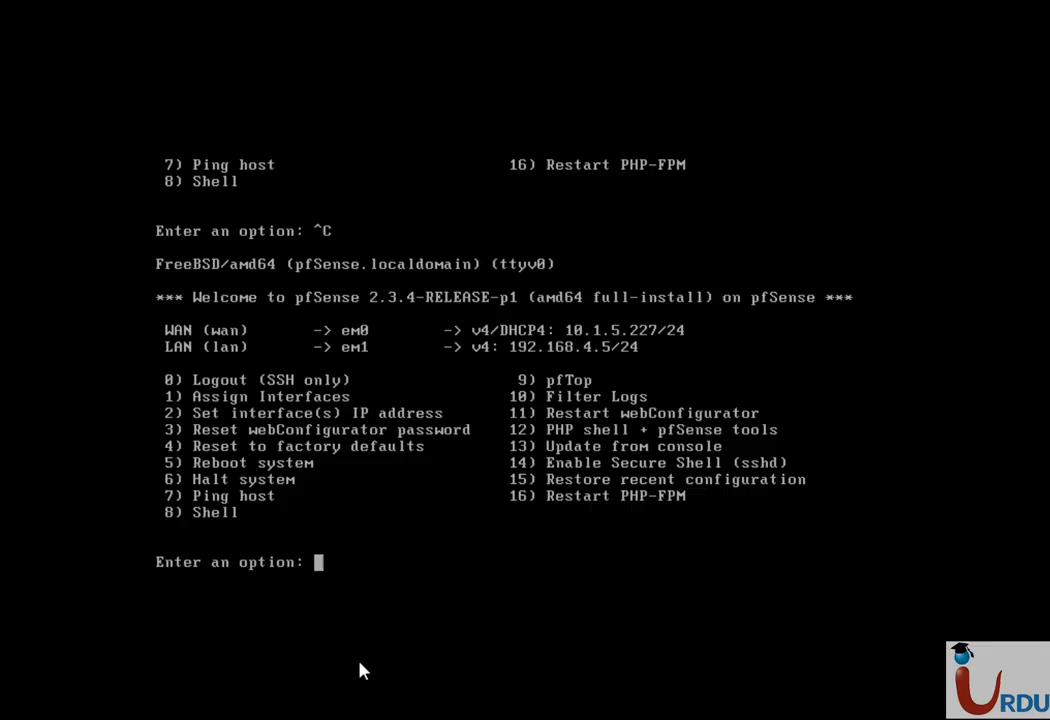 7) Ping host 16) Restart PHP-FPM
8) Shell
Enter an option: ^C
FreeBSD/amd64 (pfSense.localdomain) (ttyv0)
*** Welcome to pfSense 2.3.4-RELEASE-p1 (amd64 full-install) on pfSense ***
WAN (wan) -> em0 -> v4/DHCP4: 10.1.5.227/24
LAN (lan) -> em1 -> v4: 192.168.4.5/24
0) Logout (SSH only) 9) pfTop
1) Assign Interfaces 10) Filter Logs
2) Set interface(s) IP address 11) Restart webConfigurator
3) Reset webConfigurator password 12) PHP shell + pfSense tools
4) Reset to factory defaults 13) Update from console
5) Reboot system 14) Enable Secure Shell (sshd)
6) Halt system 15) Restore recent configuration
7) Ping host 16) Restart PHP-FPM
8) Shell
Enter an option:
iURDU